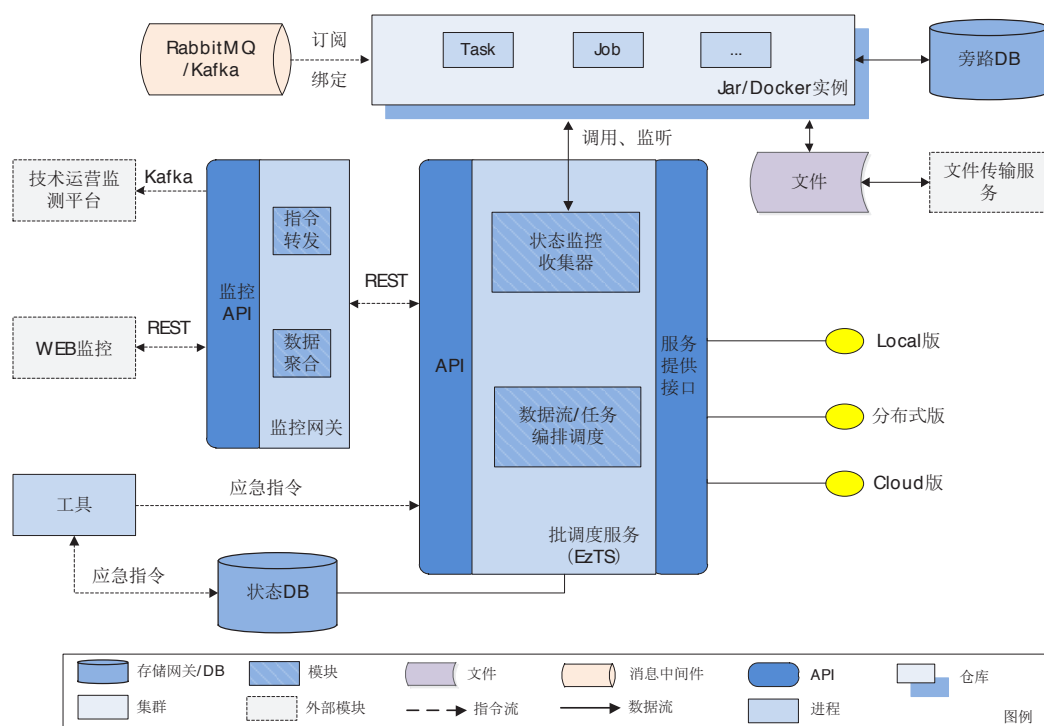 RabbitMQ
/Kafka
订阅
绑定
Task
Job
...
Jar/Docker实例
旁路DB
调用、监听
技术运营监
测平台
Kafka
监控
API
指令
转发
数据
聚合
监控网关
REST
WEB监控
REST
API
状态监控
收集器
数据流/任务
编排调度
批调度服务
(EzTS)
服务
提供
接口
文件
文件传输服
务
Local版
分布式版
Cloud版
工具
应急指令
应急指令
状态DB
存储网关/DB
模块
文件
消息中间件
API
仓库
集群
外部模块
指令流
数据流
进程
图例